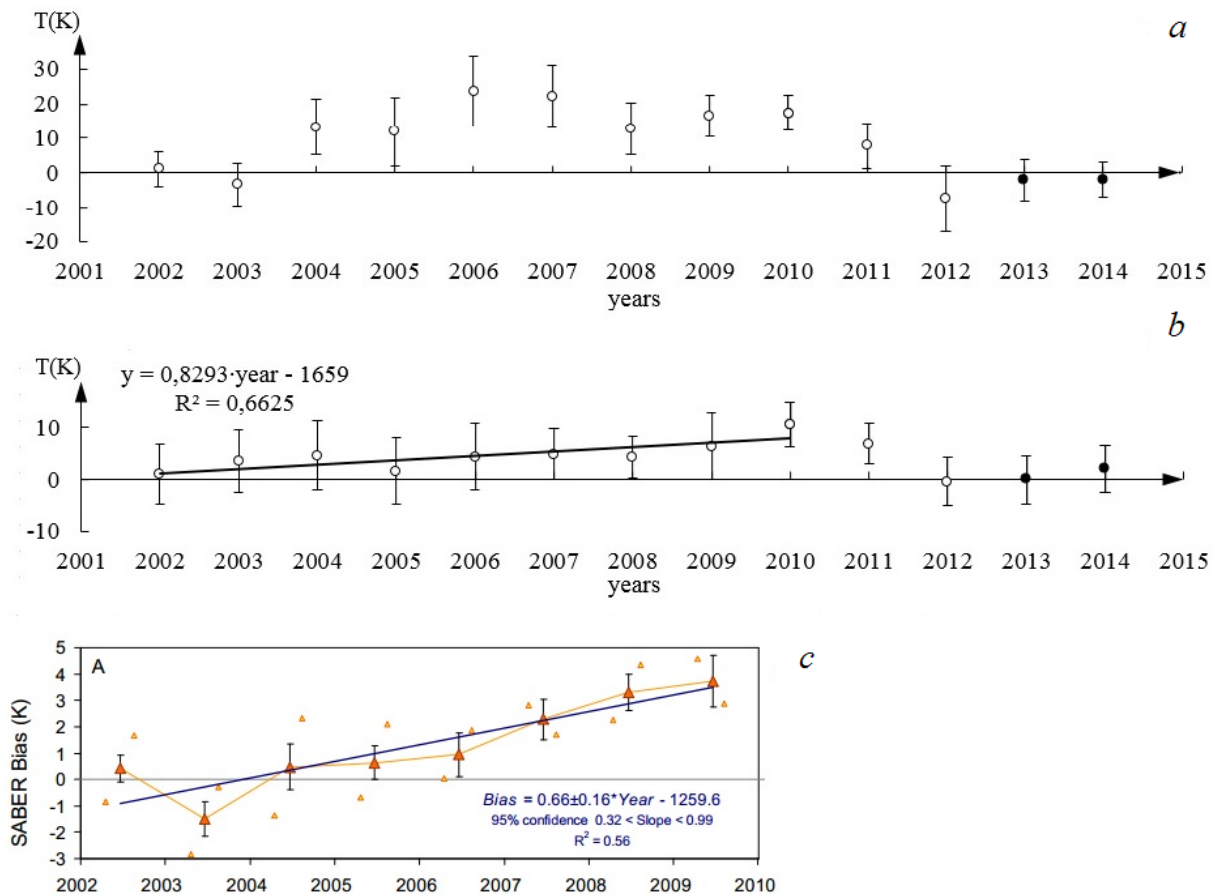 a
T(K)
30
20
10
0
-10
-20
2001 2002 2003 2004 2005 2006 2007 2008 2009 2010 2011 2012 2013 2014 2015
years
b
T(K)
y = 0,8293·year - 1659
R² = 0,6625
10
0
-10
2001 2002 2003 2004 2005 2006 2007 2008 2009 2010 2011 2012 2013 2014 2015
years
c
A
SABER Bias (K)
5
4
3
2
1
0
-1
-2
-3
Bias = 0.66±0.16*Year - 1259.6
95% confidence 0.32 < Slope < 0.99
R² = 0.56
2002 2003 2004 2005 2006 2007 2008 2009 2010